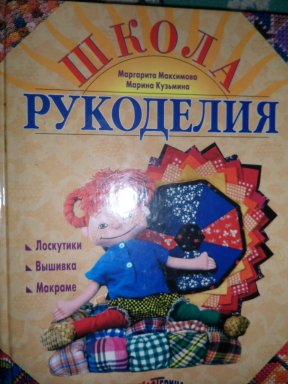 ШКОЛА
Маргарита Максимова
Марина Кузьмина
РУКОДЕЛИЯ
Лоскутики
Вышивка
Макраме